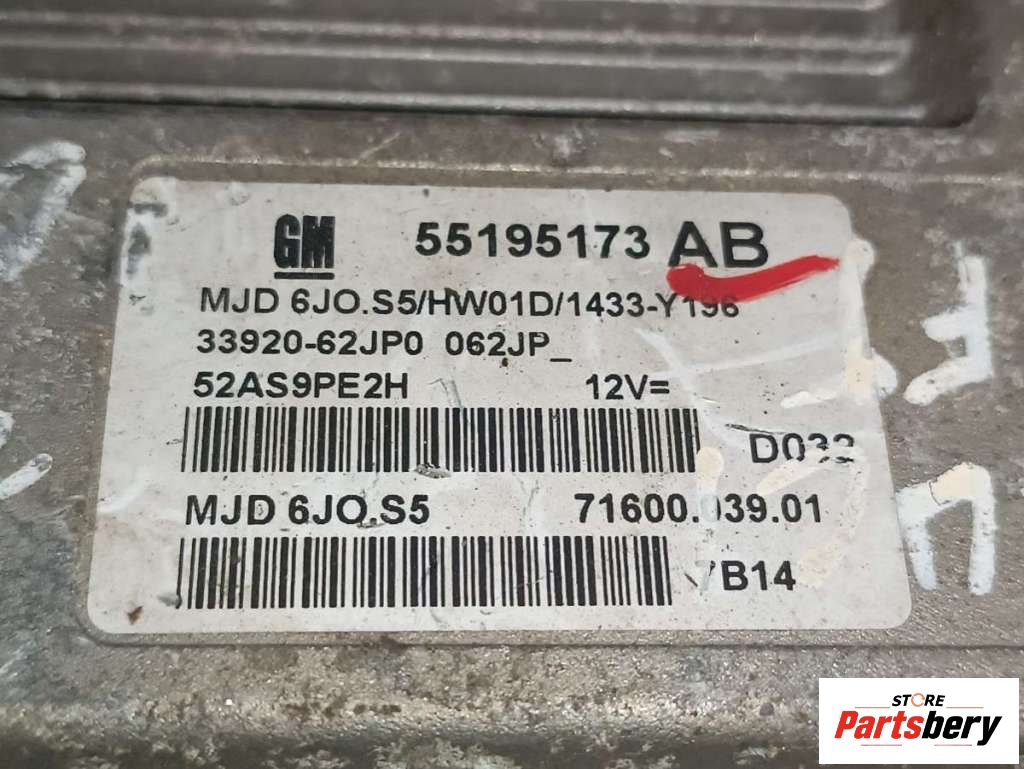 GM 55195173 AB
MJD 6JO.S5/HW01D/1433-Y196
33920-62JP0 062JP_
52AS9PE2H 12V=
D032
MJD 6JO.S5 71600.039.01
7B14
STORE
Partsbery